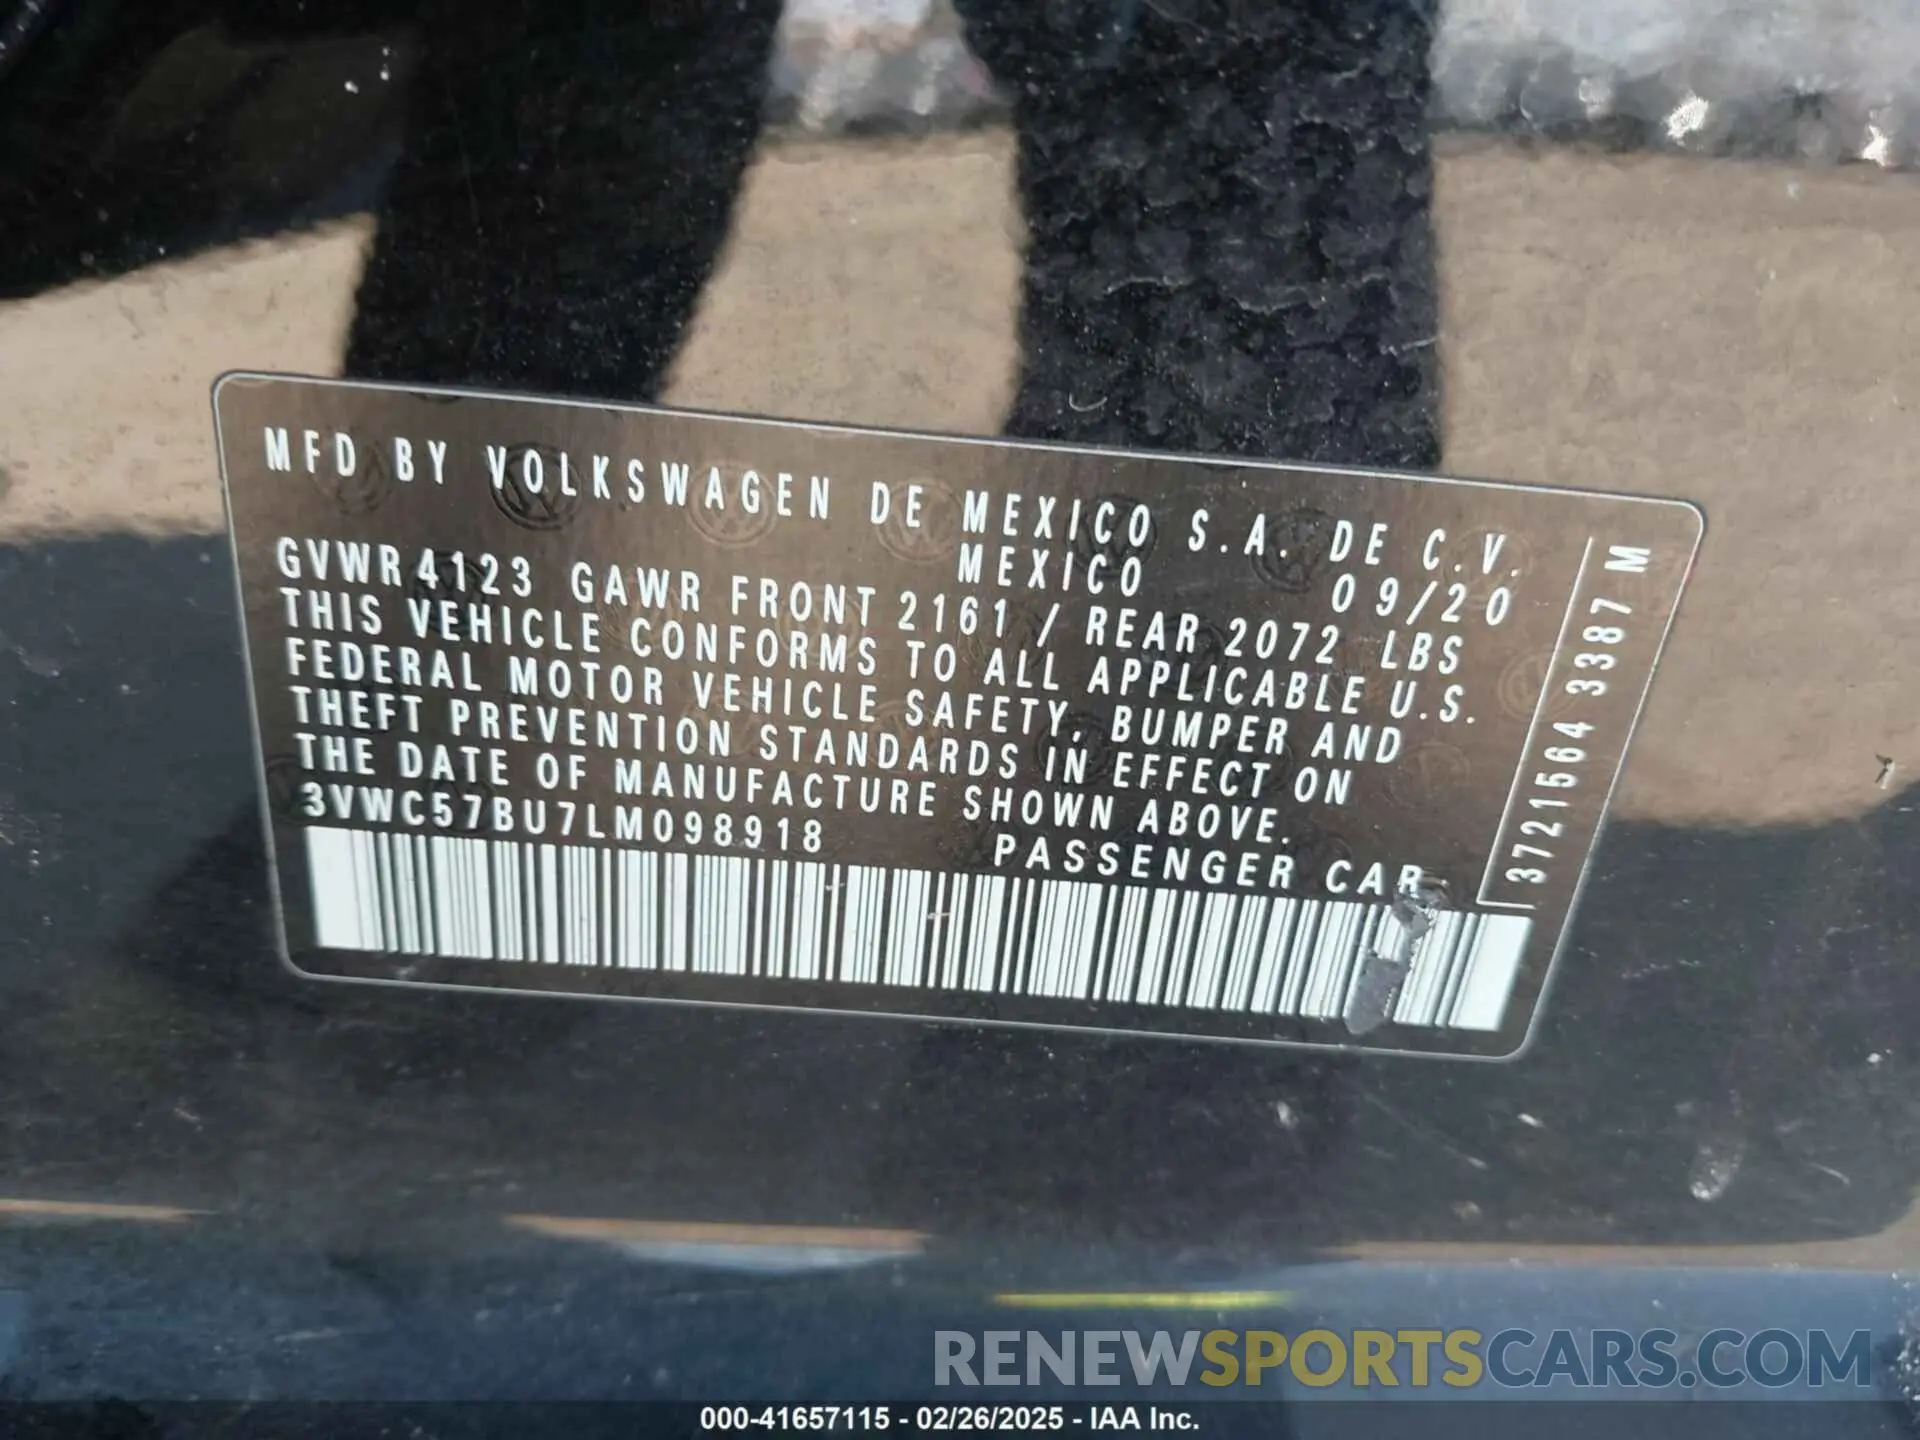 MFD BY VOLKSWAGEN DE MEXICO S.A. DE C.V.
MEXICO 09/20
GVWR 4123 GAWR FRONT 2161 / REAR 2072 LBS
THIS VEHICLE CONFORMS TO ALL APPLICABLE U.S.
FEDERAL MOTOR VEHICLE SAFETY, BUMPER AND
THEFT PREVENTION STANDARDS IN EFFECT ON
THE DATE OF MANUFACTURE SHOWN ABOVE.
3VWC57BU7LM098918
PASSENGER CAR
3721564 3387 M
RENEWSPORTSCARS.COM
000-41657115 - 02/26/2025 - IAA Inc.